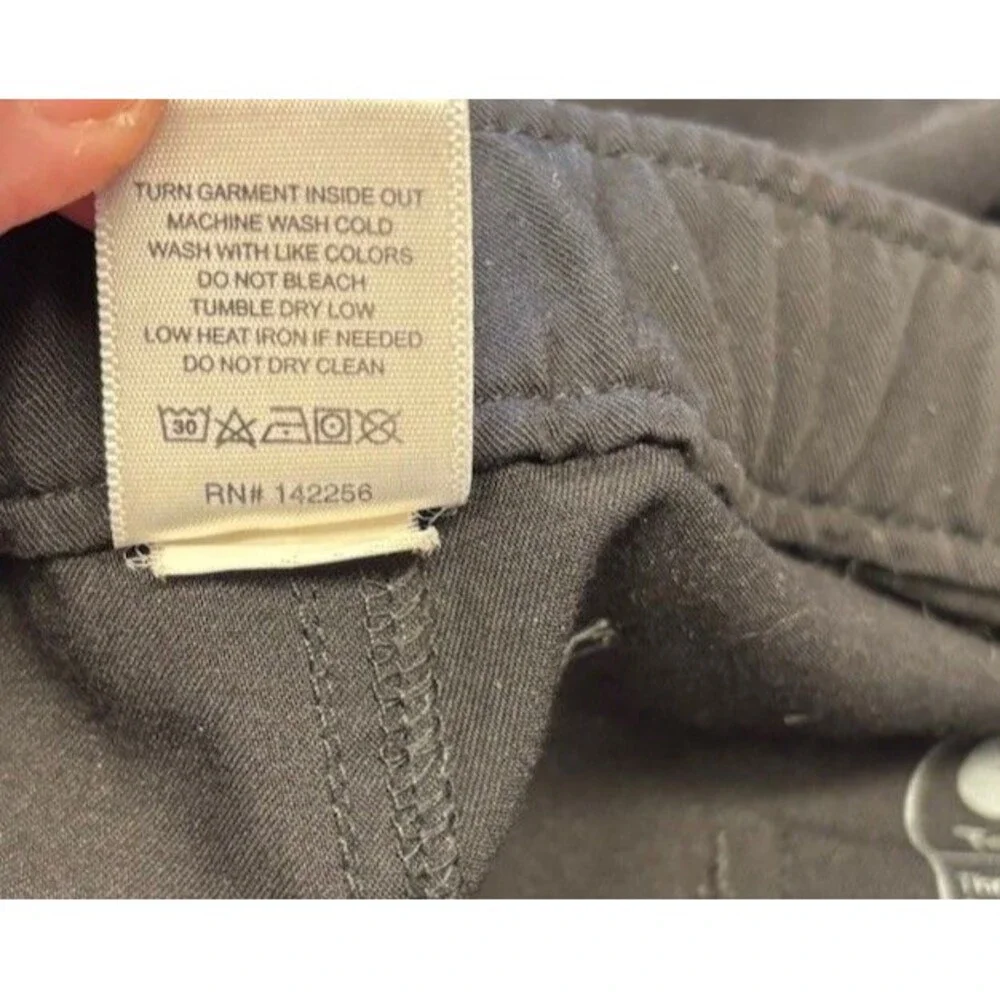 TURN GARMENT INSIDE OUT
MACHINE WASH COLD
WASH WITH LIKE COLORS
DO NOT BLEACH
TUMBLE DRY LOW
LOW HEAT IRON IF NEEDED
DO NOT DRY CLEAN
30
RN# 142256